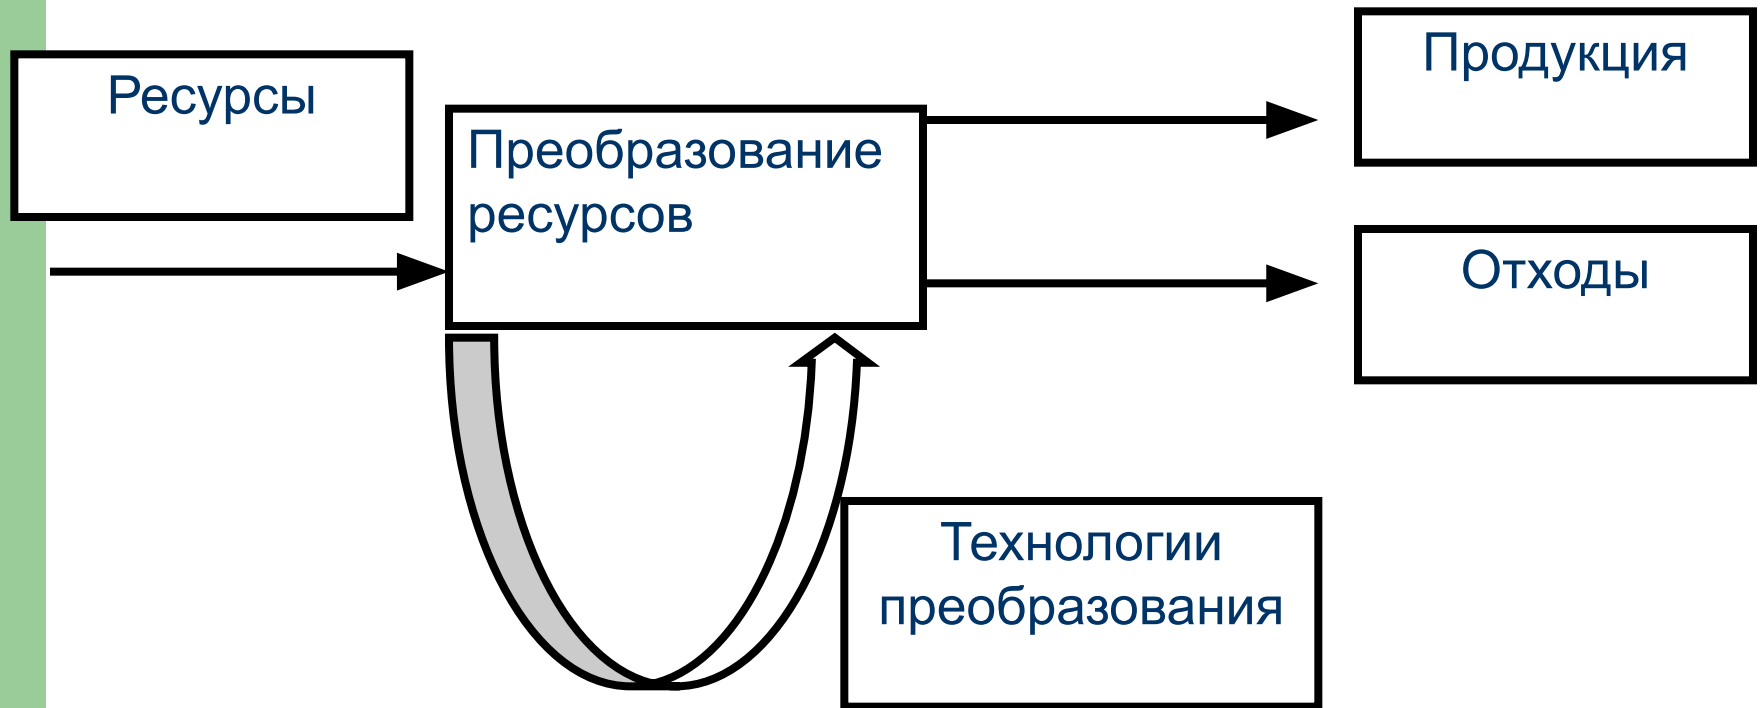 Ресурсы
Преобразование
ресурсов
Продукция
Отходы
Технологии
преобразования